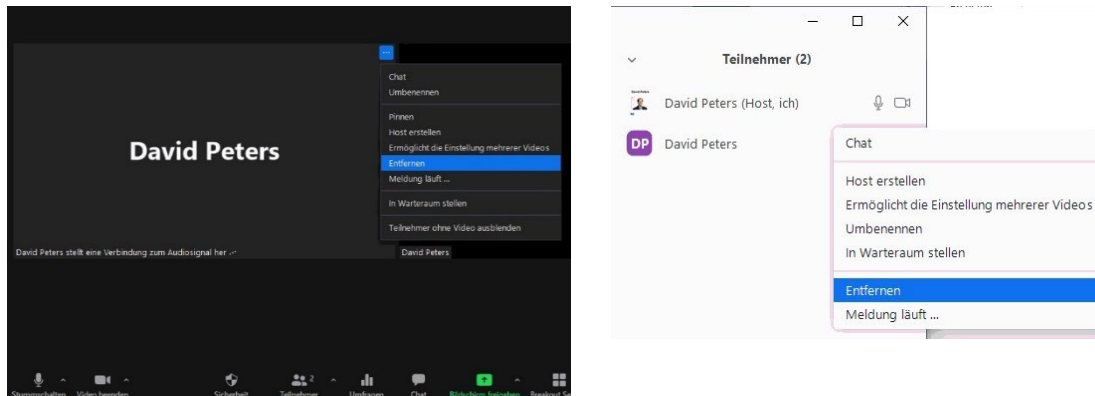 Chat
Umbenennen
Pinnen
Host erstellen
Ermöglicht die Einstellung mehrerer Videos
Entfernen
Meldung läuft ...
In Warteraum stellen
Teilnehmer ohne Video ausblenden
David Peters
David Peters stellt eine Verbindung zum Audiosignal her
David Peters
Stummschalten
Video beenden
Sicherheit
2
Teilnehmer
Umfragen
Chat
Bildschirm freigeben
Breakout Se
Teilnehmer (2)
David Peters (Host, ich)
DP
David Peters
Chat
Host erstellen
Ermöglicht die Einstellung mehrerer Videos
Umbenennen
In Warteraum stellen
Entfernen
Meldung läuft ...